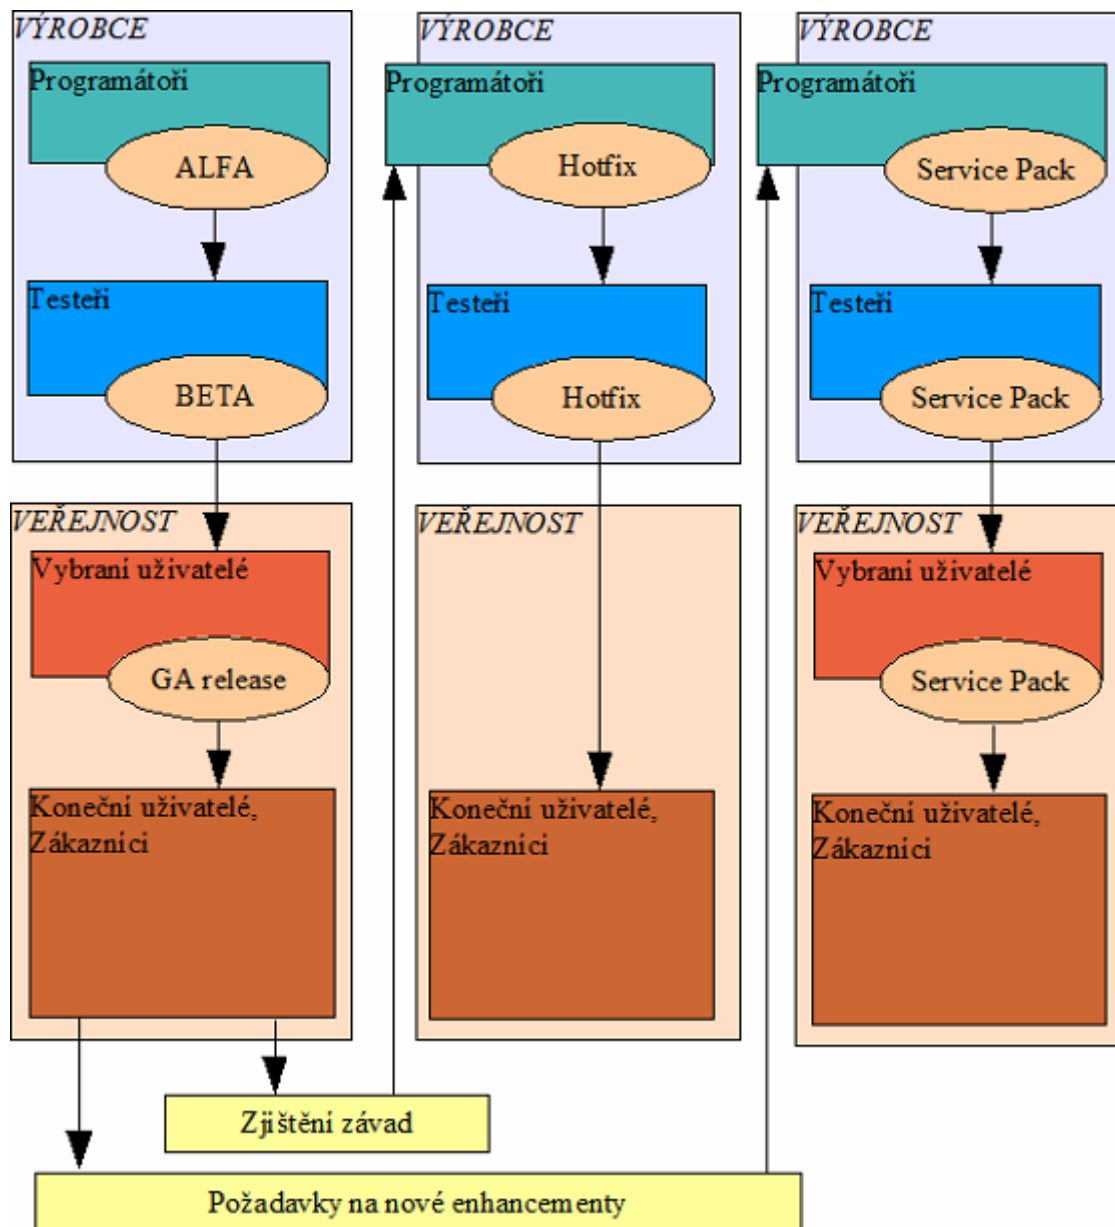 VÝROBCE
Programátoři
ALFA
Testeři
BETA
VEŘEJNOST
Vybraní uživatelé
GA release
Koneční uživatelé,
Zákazníci
VÝROBCE
Programátoři
Hotfix
Testeři
Hotfix
VEŘEJNOST
Koneční uživatelé,
Zákazníci
VÝROBCE
Programátoři
Service Pack
Testeři
Service Pack
VEŘEJNOST
Vybraní uživatelé
Service Pack
Koneční uživatelé,
Zákazníci
Zjištění závad
Požadavky na nové enhancementy